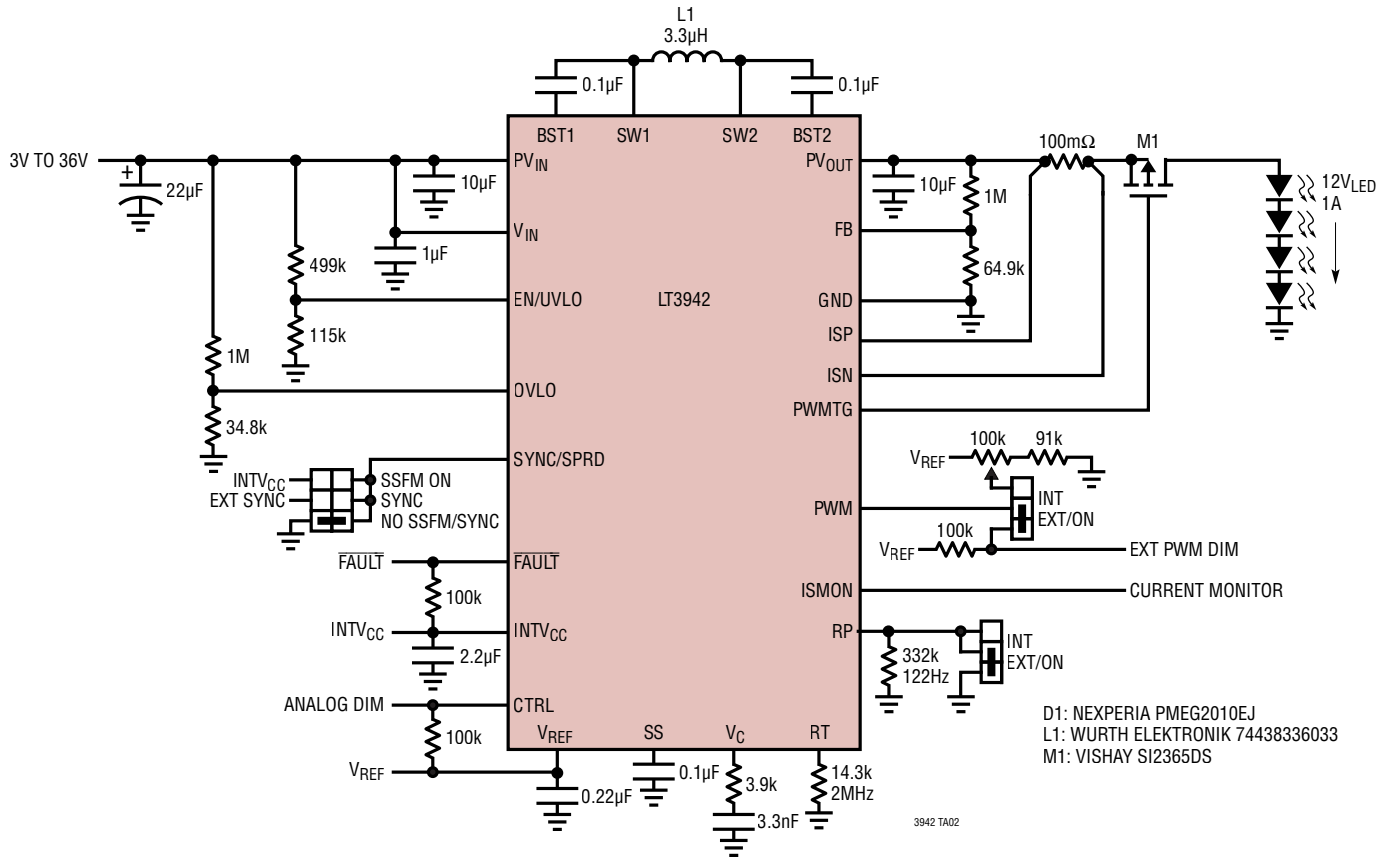 L1
3.3µH
0.1µF
0.1µF
BST1
SW1
SW2
BST2
3V TO 36V
22µF
10µF
PVIN
PVOUT
10µF
1M
100mΩ
M1
12VLED
1A
1µF
VIN
FB
499k
64.9k
EN/UVLO
LT3942
GND
115k
ISP
1M
ISN
OVLO
PWMTG
34.8k
100k
91k
VREF
SYNC/SPRD
INTVCC
SSFM ON
EXT SYNC
SYNC
NO SSFM/SYNC
PWM
INT
EXT/ON
VREF
100k
EXT PWM DIM
FAULT
FAULT
100k
ISMON
CURRENT MONITOR
INTVCC
INTVCC
RP
INT
EXT/ON
2.2µF
332k
122Hz
ANALOG DIM
CTRL
100k
VREF
VREF
SS
VC
RT
0.22µF
0.1µF
3.9k
3.3nF
14.3k
2MHz
D1: NEXPERIA PMEG2010EJ
L1: WURTH ELEKTRONIK 74438336033
M1: VISHAY SI2365DS
3942 TA02